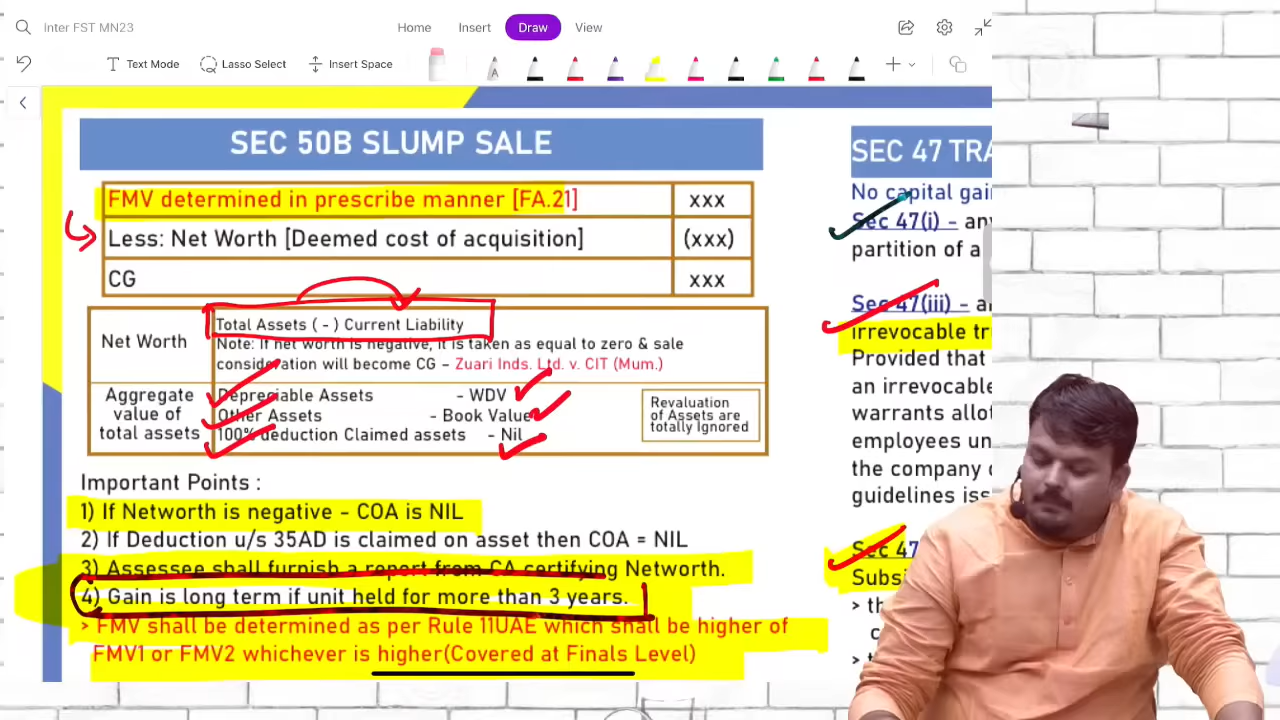 Inter FST MN23
Home
Insert
Draw
View
Text Mode
Lasso Select
Insert Space
A
SEC 50B SLUMP SALE
FMV determined in prescribe manner [FA.21] xxx
Less: Net Worth [Deemed cost of acquisition] (xxx)
CG xxx
Net Worth
Total Assets ( - ) Current Liability
Note: If net worth is negative, it is taken as equal to zero & sale
consideration will become CG - Zuari Inds. Ltd. v. CIT (Mum.)
Aggregate
value of
total assets
Depreciable Assets - WDV
Other Assets - Book Value
100% deduction Claimed assets - Nil
Revaluation
of Assets are
totally Ignored
Important Points :
1) If Networth is negative - COA is NIL
2) If Deduction u/s 35AD is claimed on asset then COA = NIL
3) Assessee shall furnish a report from CA certifying Networth.
4) Gain is long term if unit held for more than 3 years.
> FMV shall be determined as per Rule 11UAE which shall be higher of
FMV1 or FMV2 whichever is higher(Covered at Finals Level)
SEC 47 TRA
No capital gai
Sec 47(i) - any
partition of a
Sec 47(iii) - a
irrevocable tr
Provided that
an irrevocable
warrants allot
employees un
the company
guidelines iss
Sec 47
Subsi
> th
c
>